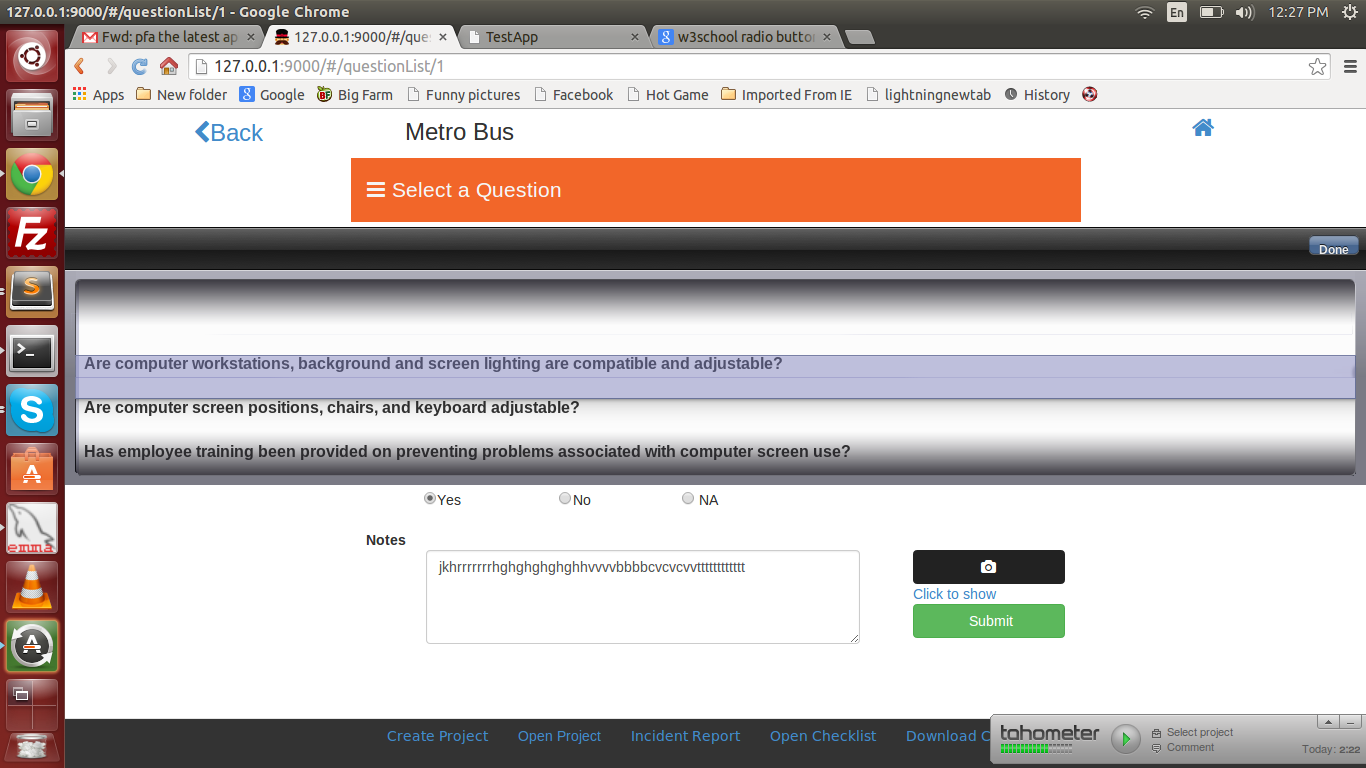 127.0.0.1:9000/#/questionList/1 - Google Chrome
En
12:27 PM
Fwd: pfa the latest ap
127.0.0.1:9000/#/que
TestApp
w3school radio butto
127.0.0.1:9000/#/questionList/1
Apps New folder Google Big Farm Funny pictures Facebook Hot Game Imported From IE lightningnewtab History
Back
Metro Bus
Select a Question
Done
Are computer workstations, background and screen lighting are compatible and adjustable?
Are computer screen positions, chairs, and keyboard adjustable?
Has employee training been provided on preventing problems associated with computer screen use?
Yes No NA
Notes
Click to show
Submit
Create Project Open Project Incident Report Open Checklist Download C
tahometer
Select project
Comment
Today: 2:22
Fz
S
>_
S
A
emma
A